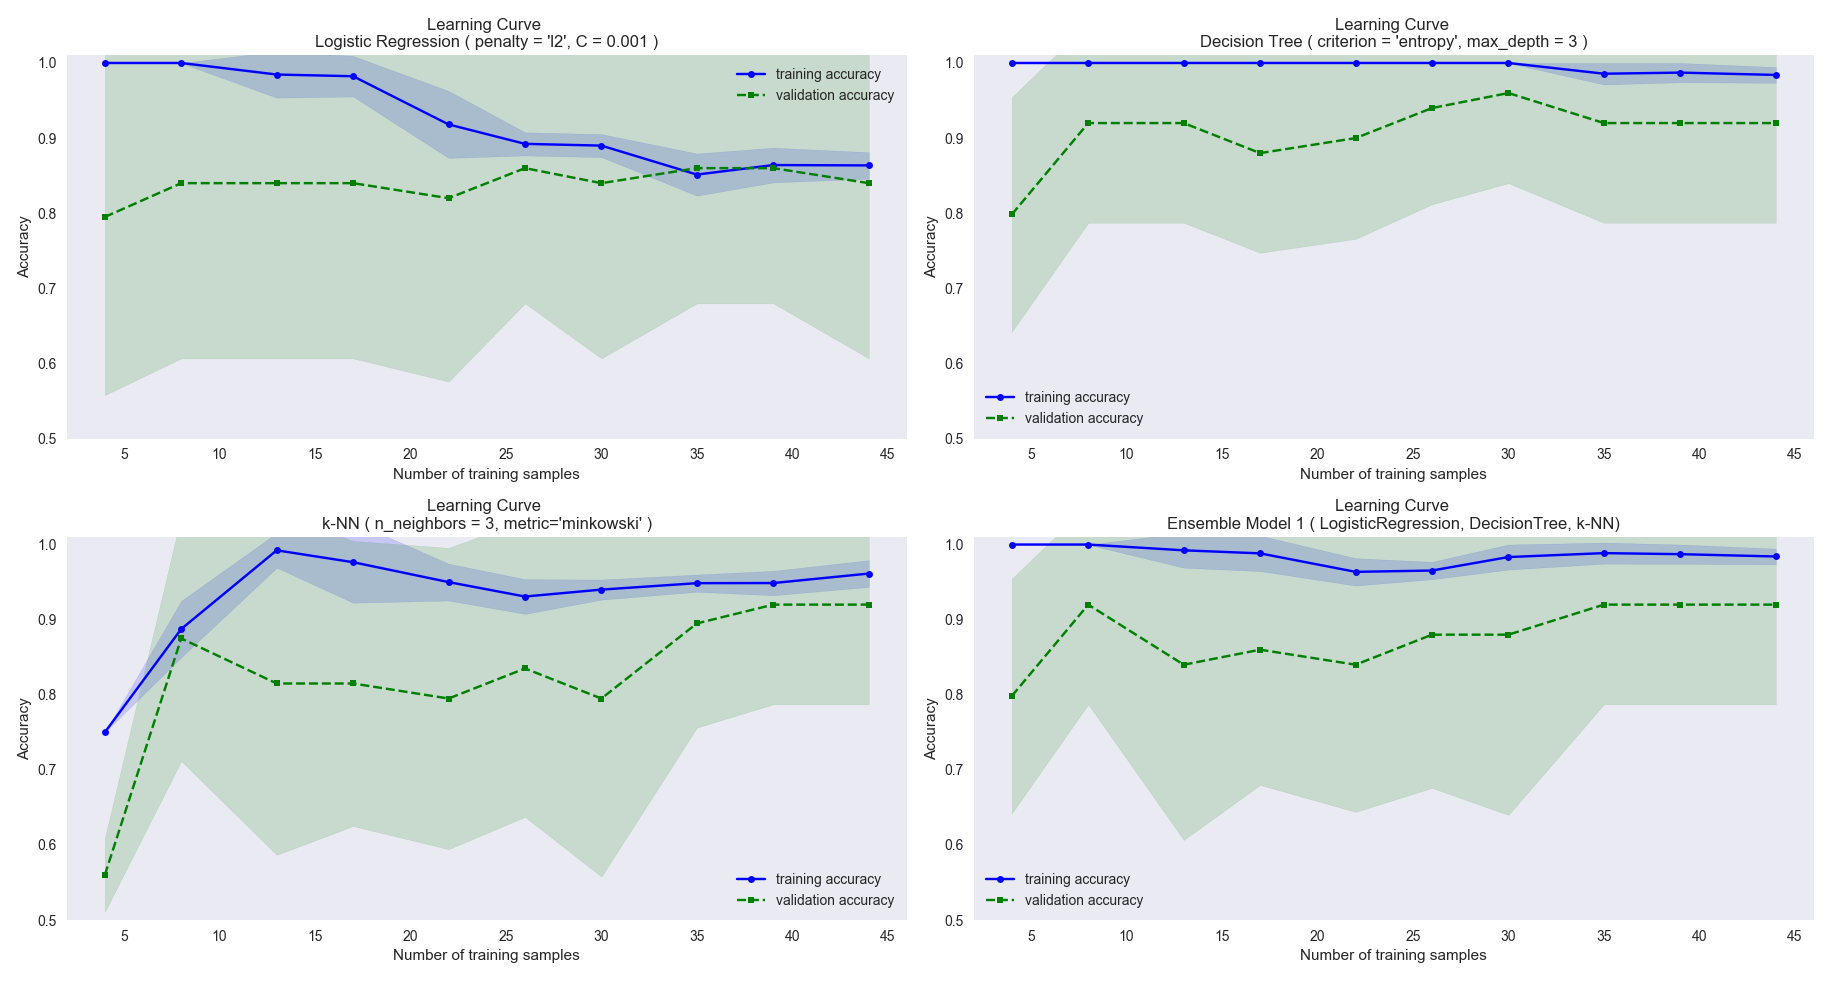 Learning Curve
Logistic Regression ( penalty = 'l2', C = 0.001 )
1.0
0.9
0.8
0.7
0.6
0.5
Accuracy
training accuracy
validation accuracy
5 10 15 20 25 30 35 40 45
Number of training samples
Learning Curve
Decision Tree ( criterion = 'entropy', max_depth = 3 )
1.0
0.9
0.8
0.7
0.6
0.5
Accuracy
training accuracy
validation accuracy
5 10 15 20 25 30 35 40 45
Number of training samples
Learning Curve
k-NN ( n_neighbors = 3, metric='minkowski' )
1.0
0.9
0.8
0.7
0.6
0.5
Accuracy
training accuracy
validation accuracy
5 10 15 20 25 30 35 40 45
Number of training samples
Learning Curve
Ensemble Model 1 ( LogisticRegression, DecisionTree, k-NN)
1.0
0.9
0.8
0.7
0.6
0.5
Accuracy
training accuracy
validation accuracy
5 10 15 20 25 30 35 40 45
Number of training samples